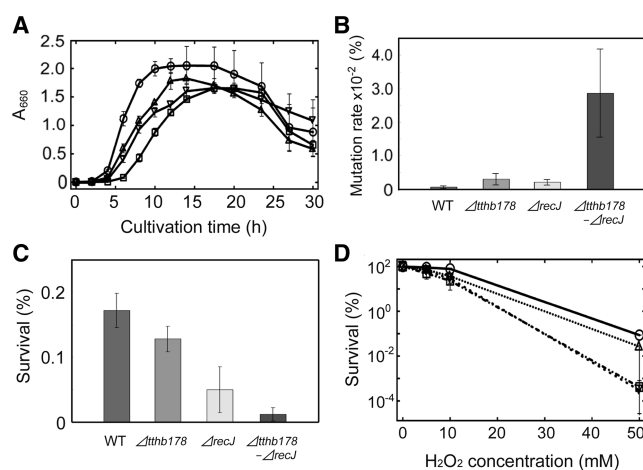 A
A660
2.5
2.0
1.5
1.0
0.5
0
0 5 10 15 20 25 30
Cultivation time (h)
B
Mutation rate x10-2 (%)
4.0
3.0
2.0
1.0
0.0
WT ⊿tthb178 ⊿recJ ⊿tthb178
–⊿recJ
C
Survival (%)
0.2
0.1
0
WT ⊿tthb178 ⊿recJ ⊿tthb178
–⊿recJ
D
Survival (%)
10²
10⁰
10⁻²
10⁻⁴
0 10 20 30 40 50
H₂O₂ concentration (mM)